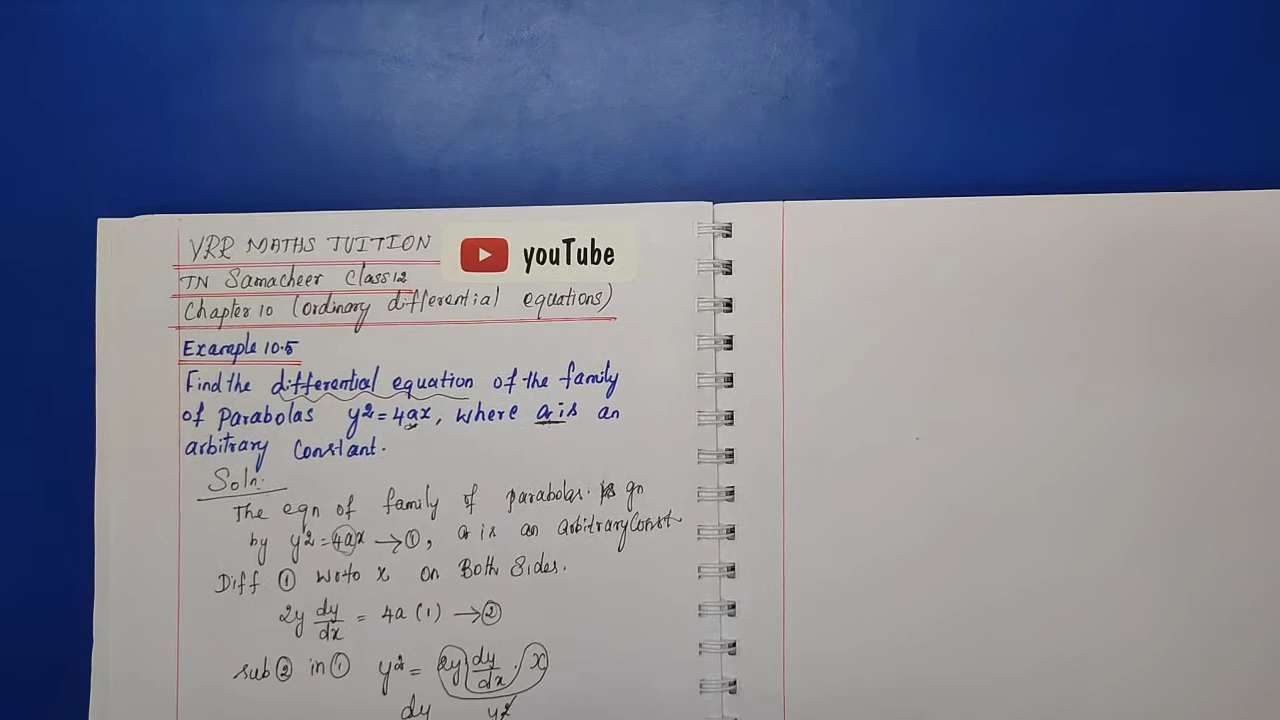 VRR MATHS TUITION
youTube
TN Samacheer Class 12
Chapter 10 (ordinary differential equations)
Example 10.5
Find the differential equation of the family
of Parabolas y²=4ax, where a is an
arbitrary Constant.
Soln:
The eqn of family of parabolas is gn
by y²=4ax →①, a is an arbitrary Const
Diff ① w.r.to x on Both Sides.
2y dy/dx = 4a (1) →②
sub ② in ① y² = 2y dy/dx . x
dy y²